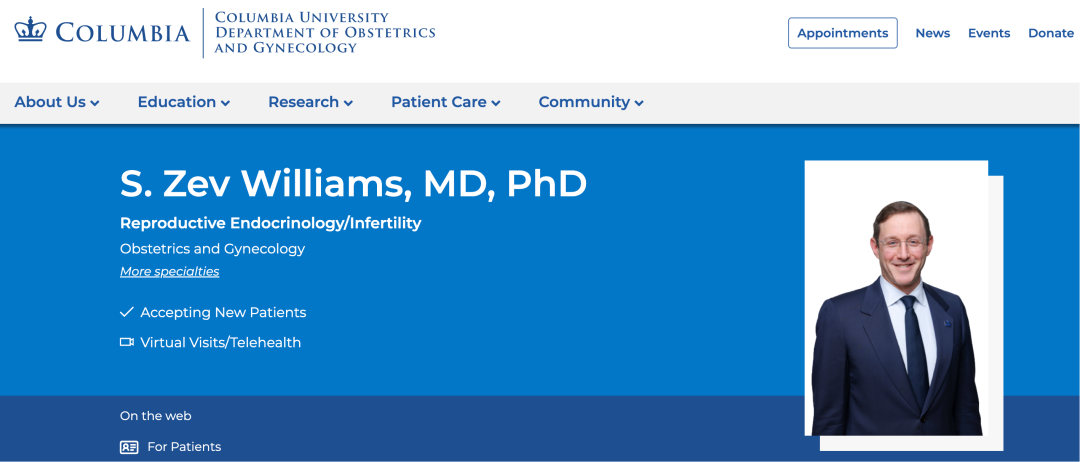 COLUMBIA
COLUMBIA UNIVERSITY
DEPARTMENT OF OBSTETRICS
AND GYNECOLOGY
Appointments
News
Events
Donate
About Us
Education
Research
Patient Care
Community
S. Zev Williams, MD, PhD
Reproductive Endocrinology/Infertility
Obstetrics and Gynecology
More specialties
Accepting New Patients
Virtual Visits/Telehealth
On the web
For Patients